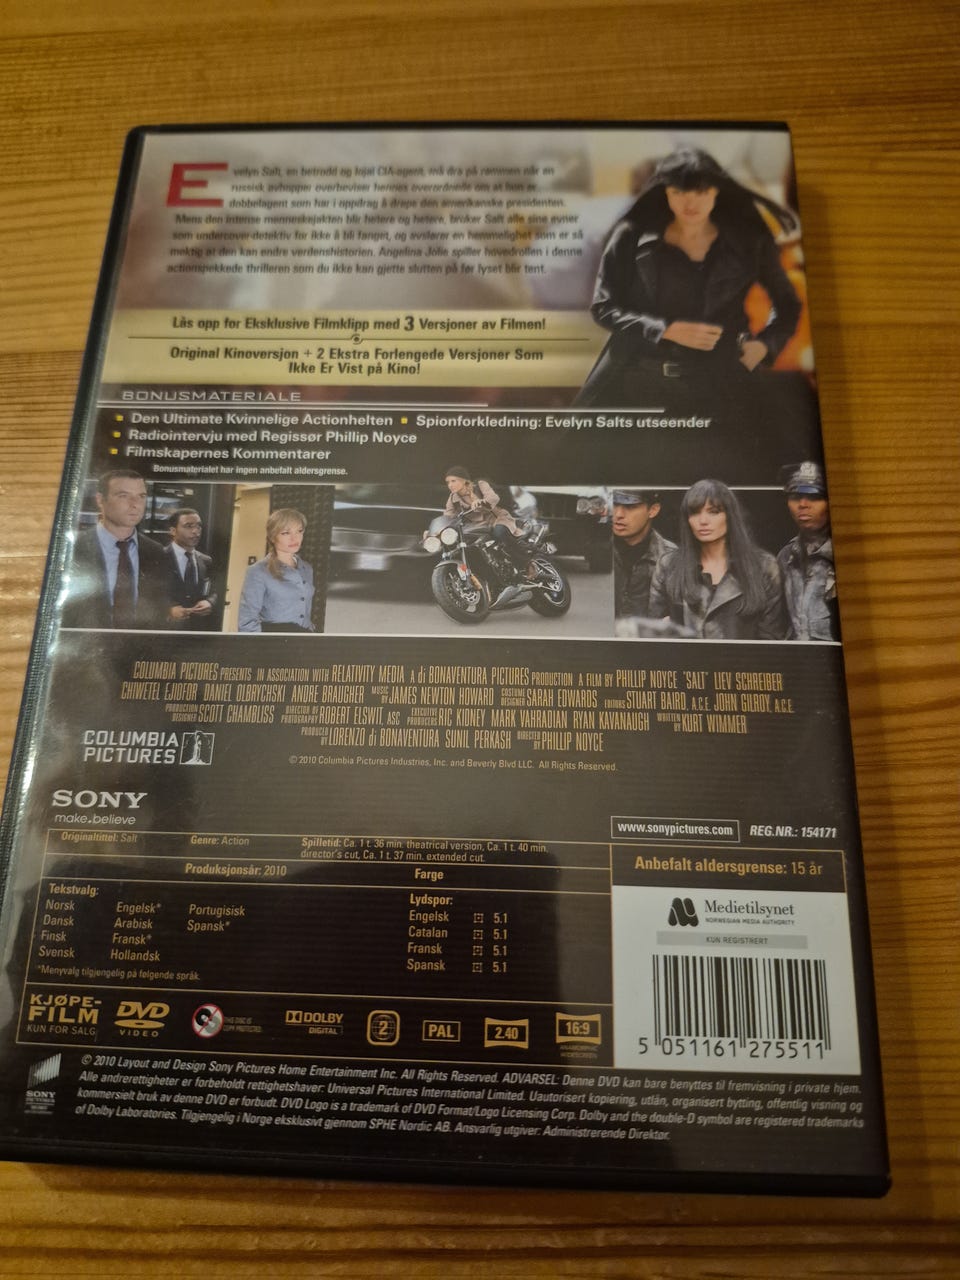 Evelyn Salt, en betrodd og lojal CIA-agent, må dra på rømmen når en
russisk avhopper overbeviser hennes overordnede om at hun er
dobbelagent som har i oppdrag å drepe den amerikanske presidenten.
Mens den intense menneskejakten blir hetere og hetere, bruker Salt alle sine evner
som undercover-detektiv for ikke å bli fanget, og avslører en hemmelighet som er så
mektig at den kan endre verdenshistorien. Angelina Jolie spiller hovedrollen i denne
actionspekkede thrilleren som du ikke kan gjette slutten på før lyset blir tent.
Lås opp for Eksklusive Filmklipp med 3 Versjoner av Filmen!
Original Kinoversjon + 2 Ekstra Forlengede Versjoner Som
Ikke Er Vist på Kino!
BONUSMATERIALE
Den Ultimate Kvinnelige Actionhelten ▪ Spionforkledning: Evelyn Salts utseender
Radiointervju med Regissør Phillip Noyce
Filmskapernes Kommentarer
Bonusmaterialet har ingen anbefalt aldersgrense.
COLUMBIA PICTURES PRESENTS IN ASSOCIATION WITH RELATIVITY MEDIA A di BONAVENTURA PICTURES PRODUCTION A FILM BY PHILLIP NOYCE "SALT" LIEV SCHREIBER
CHIWETEL EJIOFOR DANIEL OLBRYCHSKI ANDRE BRAUGHER MUSIC BY JAMES NEWTON HOWARD COSTUME DESIGNER SARAH EDWARDS EDITORS STUART BAIRD, A.C.E. JOHN GILROY, A.C.E.
PRODUCTION DESIGNER SCOTT CHAMBLISS DIRECTOR OF PHOTOGRAPHY ROBERT ELSWIT, ASC EXECUTIVE PRODUCERS RIC KIDNEY MARK VAHRADIAN RYAN KAVANAUGH WRITTEN BY KURT WIMMER
PRODUCED BY LORENZO di BONAVENTURA SUNIL PERKASH DIRECTED BY PHILLIP NOYCE
COLUMBIA
PICTURES
© 2010 Columbia Pictures Industries, Inc. and Beverly Blvd LLC. All Rights Reserved.
SONY
make.believe
www.sonypictures.com
REG.NR.: 154171
Originaltittel: Salt
Genre: Action
Spilletid: Ca. 1 t. 36 min. theatrical version, Ca. 1 t. 40 min.
director's cut, Ca. 1 t. 37 min. extended cut.
Produksjonsår: 2010
Farge
Tekstvalg:
Norsk Engelsk* Portugisisk
Dansk Arabisk Spansk*
Finsk Fransk*
Svensk Hollandsk
*Menyvalg tilgjengelig på følgende språk.
Lydspor:
Engelsk 5.1
Catalan 5.1
Fransk 5.1
Spansk 5.1
Anbefalt aldersgrense: 15 år
Medietilsynet
NORWEGIAN MEDIA AUTHORITY
KUN REGISTRERT
5 051161 275511
KJØPE-
FILM
KUN FOR SALG
DVD
VIDEO
THIS DISC IS
COPY PROTECTED
DOLBY
DIGITAL
2
PAL
2.40
16:9
ANAMORPHIC
WIDESCREEN
SONY
PICTURES
© 2010 Layout and Design Sony Pictures Home Entertainment Inc. All Rights Reserved. ADVARSEL: Denne DVD kan bare benyttes til fremvisning i private hjem.
Alle andrerettigheter er forbeholdt rettighetshaver: Universal Pictures International Limited. Uautorisert kopiering, utlån, organisert bytting, offentlig visning og
kommersielt bruk av denne DVD er forbudt. DVD Logo is a trademark of DVD Format/Logo Licensing Corp. Dolby and the double-D symbol are registered trademarks
of Dolby Laboratories. Tilgjengelig i Norge eksklusivt gjennom SPHE Nordic AB. Ansvarlig utgiver: Administrerende Direktør.